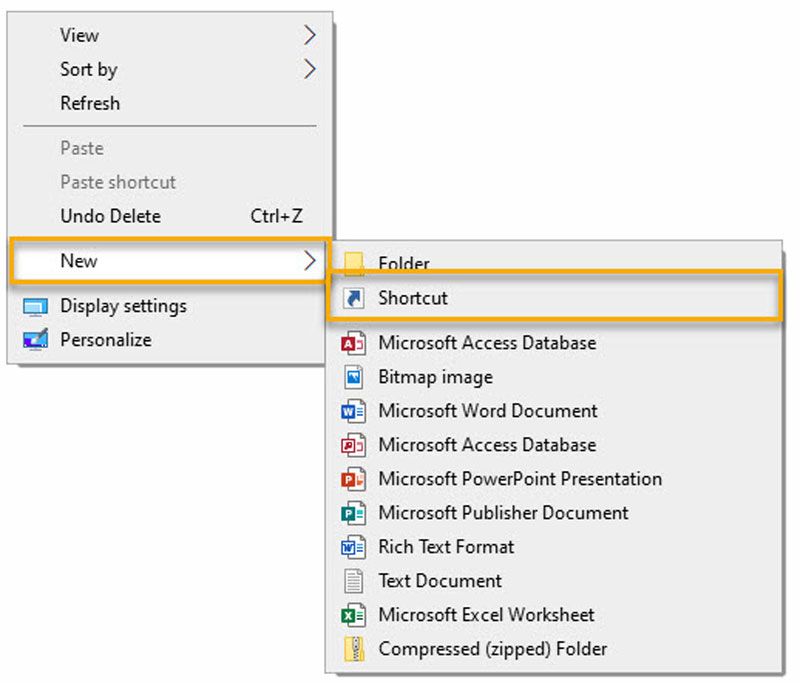 View
Sort by
Refresh
Paste
Paste shortcut
Undo Delete Ctrl+Z
New
Display settings
Personalize
Folder
Shortcut
Microsoft Access Database
Bitmap image
Microsoft Word Document
Microsoft Access Database
Microsoft PowerPoint Presentation
Microsoft Publisher Document
Rich Text Format
Text Document
Microsoft Excel Worksheet
Compressed (zipped) Folder